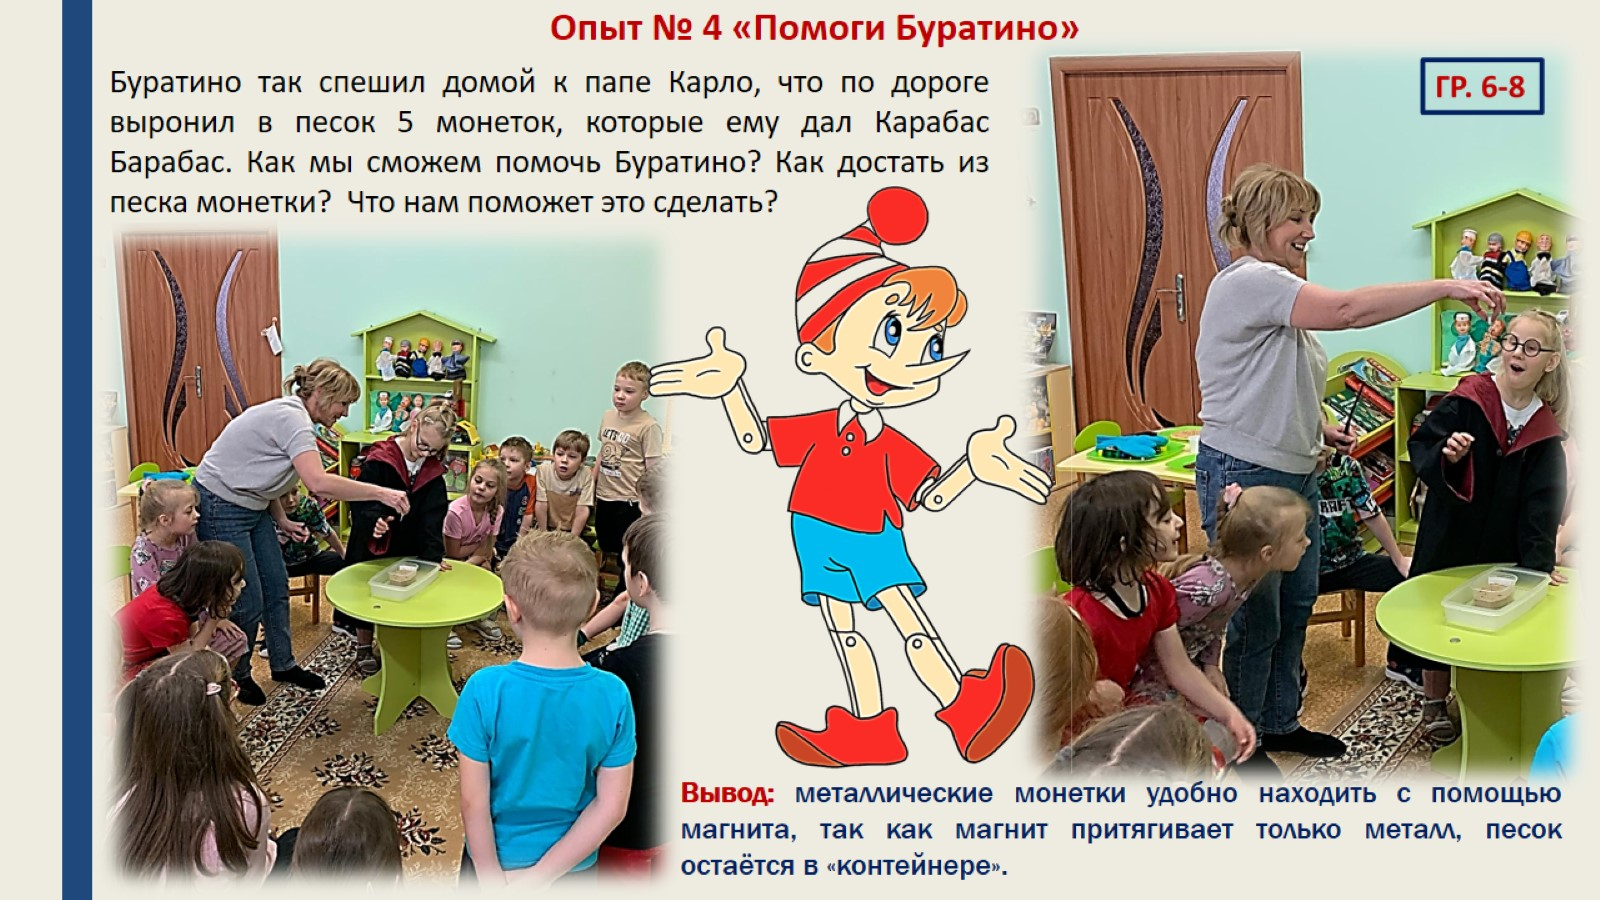 Опыт № 4 «Помоги Буратино»
ГР. 6-8
Буратино так спешил домой к папе Карло, что по дороге
выронил в песок 5 монеток, которые ему дал Карабас
Барабас. Как мы сможем помочь Буратино? Как достать из
песка монетки? Что нам поможет это сделать?
Вывод: металлические монетки удобно находить с помощью
магнита, так как магнит притягивает только металл, песок
остаётся в «контейнере».